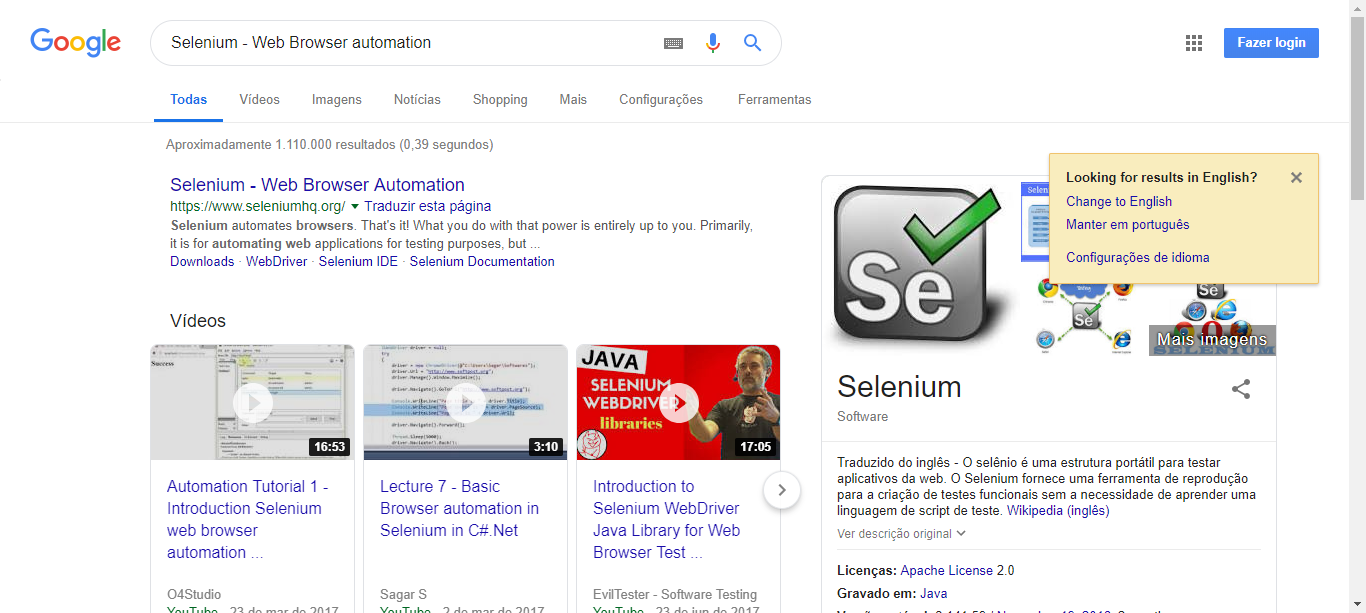 Google
Selenium - Web Browser automation
Fazer login
Todas
Vídeos
Imagens
Notícias
Shopping
Mais
Configurações
Ferramentas
Aproximadamente 1.110.000 resultados (0,39 segundos)
Selenium - Web Browser Automation
https://www.seleniumhq.org/ Traduzir esta página
Selenium automates browsers. That's it! What you do with that power is entirely up to you. Primarily,
it is for automating web applications for testing purposes, but ...
Downloads · WebDriver · Selenium IDE · Selenium Documentation
Vídeos
Success
16:53
Automation Tutorial 1 -
Introduction Selenium
web browser
automation ...
O4Studio
YouTube - 23 de mar de 2017
3:10
Lecture 7 - Basic
Browser automation in
Selenium in C#.Net
Sagar S
YouTube - 2 de mar de 2017
JAVA
SELENIUM
WEBDRIVER
libraries
17:05
Introduction to
Selenium WebDriver
Java Library for Web
Browser Test ...
EvilTester - Software Testing
YouTube - 23 de jun de 2017
Looking for results in English?
Change to English
Manter em português
Configurações de idioma
Se
Se
Se
SELENIUM
Mais imagens
Selenium
Software
Traduzido do inglês - O selênio é uma estrutura portátil para testar
aplicativos da web. O Selenium fornece uma ferramenta de reprodução
para a criação de testes funcionais sem a necessidade de aprender uma
linguagem de script de teste. Wikipedia (inglês)
Ver descrição original
Licenças: Apache License 2.0
Gravado em: Java